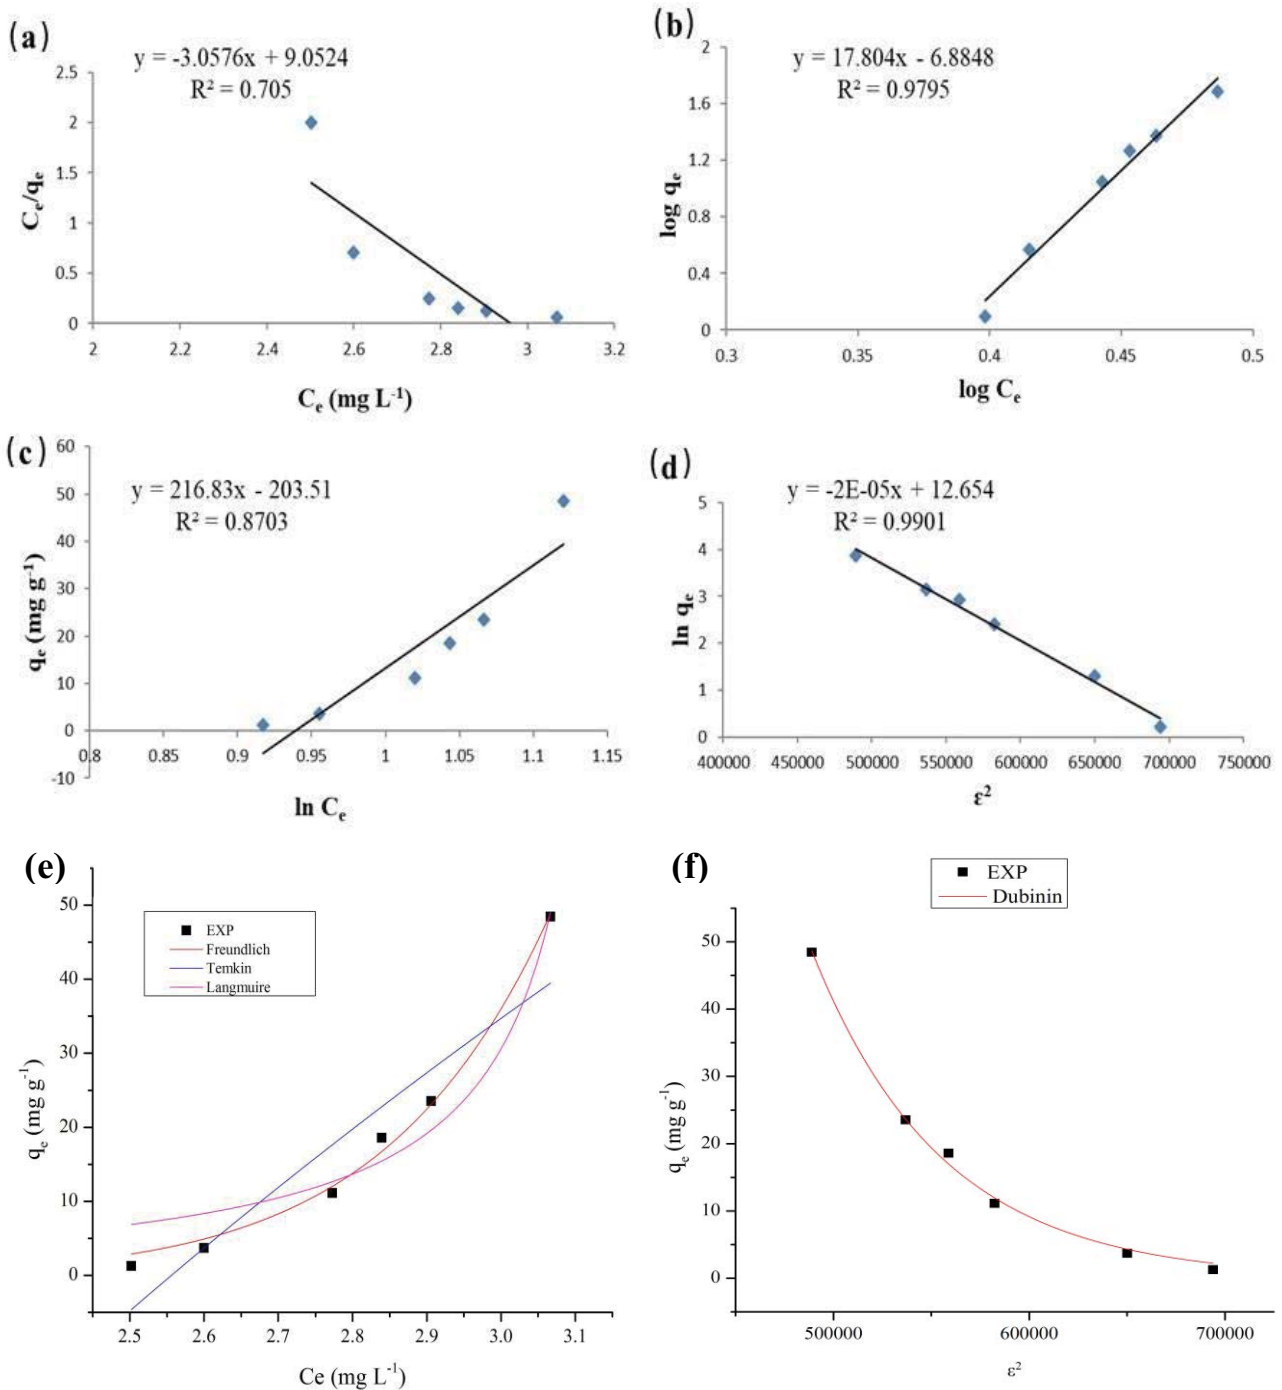 (a)
y = -3.0576x + 9.0524
R² = 0.705
2.5
2
1.5
1
0.5
0
Cₑ/qₑ
2 2.2 2.4 2.6 2.8 3 3.2
Cₑ (mg L⁻¹)
(b)
y = 17.804x - 6.8848
R² = 0.9795
2
1.6
1.2
0.8
0.4
0
log qₑ
0.3 0.35 0.4 0.45 0.5
log Cₑ
(c)
y = 216.83x - 203.51
R² = 0.8703
60
50
40
30
20
10
0
-10
qₑ (mg g⁻¹)
0.8 0.85 0.9 0.95 1 1.05 1.1 1.15
ln Cₑ
(d)
y = -2E-05x + 12.654
R² = 0.9901
5
4
3
2
1
0
ln qₑ
400000 450000 500000 550000 600000 650000 700000 750000
ε²
(e)
EXP
Freundlich
Temkin
Langmuire
50
40
30
20
10
0
qₑ (mg g⁻¹)
2.5 2.6 2.7 2.8 2.9 3.0 3.1
Ce (mg L⁻¹)
(f)
EXP
Dubinin
50
40
30
20
10
0
qₑ (mg g⁻¹)
500000 600000 700000
ε²